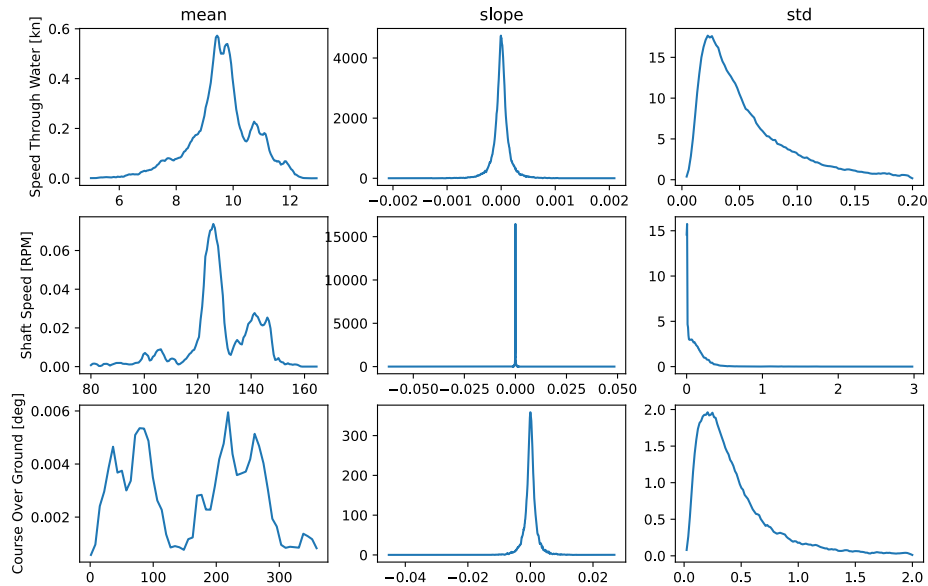 mean slope std
Speed Through Water [kn]
0.6
0.4
0.2
0.0
6 8 10 12
4000
2000
0
−0.002 −0.001 0.000 0.001 0.002
15
10
5
0
0.00 0.05 0.10 0.15 0.20
Shaft Speed [RPM]
0.06
0.04
0.02
0.00
80 100 120 140 160
15000
10000
5000
0
−0.050 −0.025 0.000 0.025 0.050
15
10
5
0
0 1 2 3
Course Over Ground [deg]
0.006
0.004
0.002
0 100 200 300
300
200
100
0
−0.04 −0.02 0.00 0.02
2.0
1.5
1.0
0.5
0.0
0.0 0.5 1.0 1.5 2.0